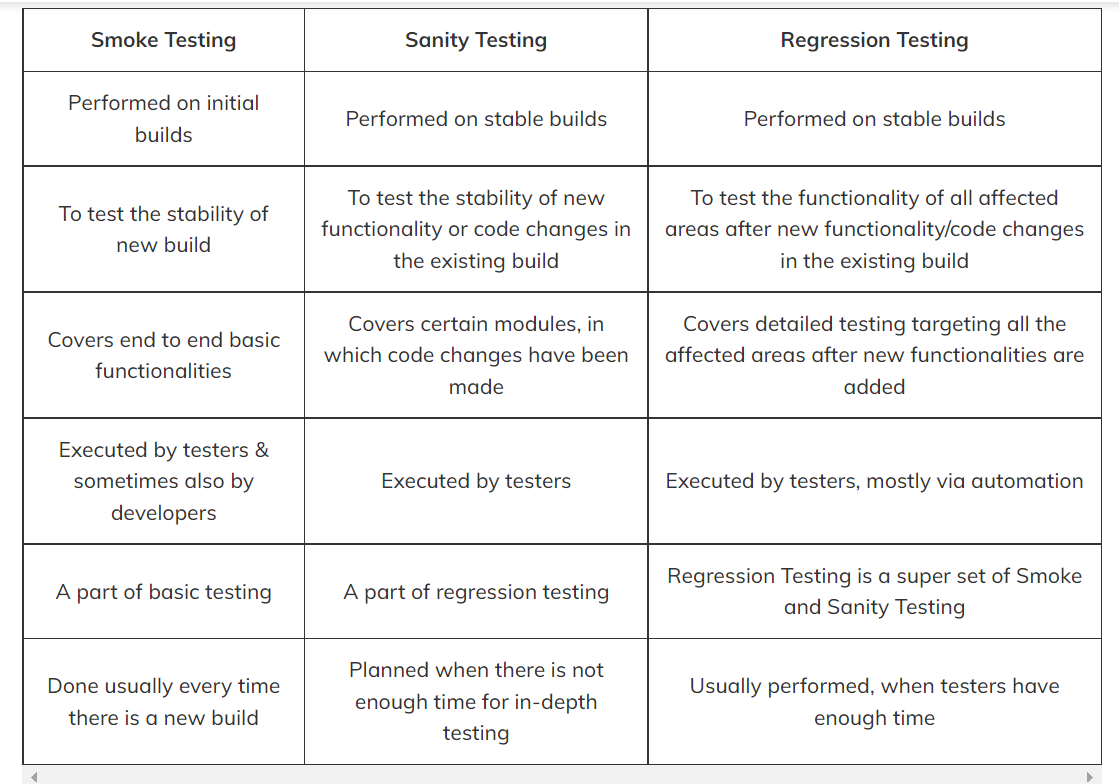 Smoke Testing
Sanity Testing
Regression Testing
Performed on initial
builds
Performed on stable builds
Performed on stable builds
To test the stability of
new build
To test the stability of new
functionality or code changes in
the existing build
To test the functionality of all affected
areas after new functionality/code changes
in the existing build
Covers end to end basic
functionalities
Covers certain modules, in
which code changes have been
made
Covers detailed testing targeting all the
affected areas after new functionalities are
added
Executed by testers &
sometimes also by
developers
Executed by testers
Executed by testers, mostly via automation
A part of basic testing
A part of regression testing
Regression Testing is a super set of Smoke
and Sanity Testing
Done usually every time
there is a new build
Planned when there is not
enough time for in-depth
testing
Usually performed, when testers have
enough time